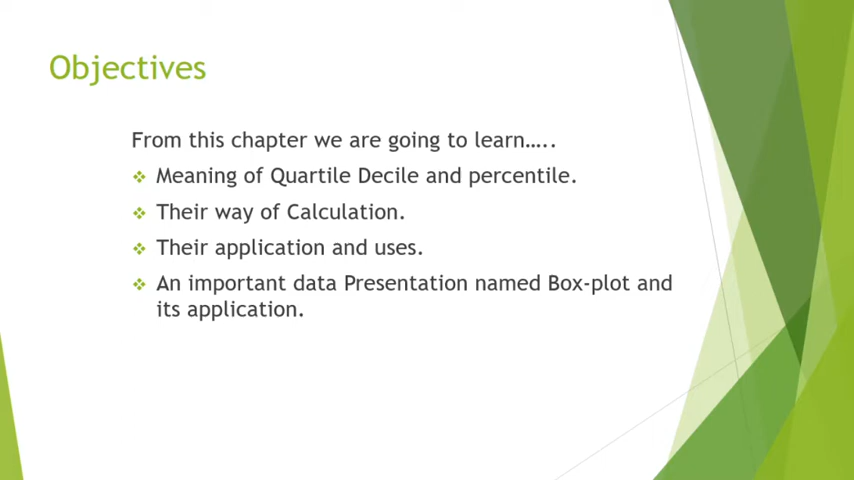 Objectives
From this chapter we are going to learn…..
❖ Meaning of Quartile Decile and percentile.
❖ Their way of Calculation.
❖ Their application and uses.
❖ An important data Presentation named Box-plot and
its application.